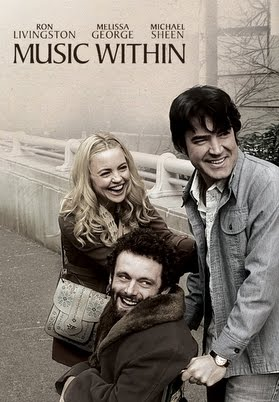 RON MELISSA MICHAEL
LIVINGSTON GEORGE SHEEN
MUSIC WITHIN